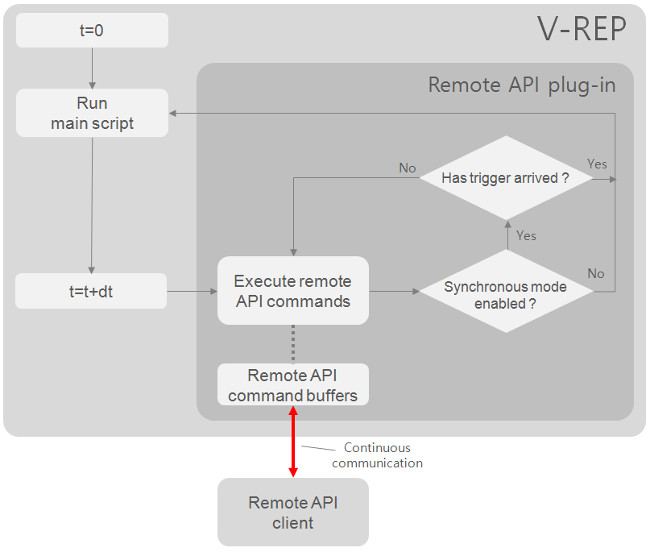 V-REP
t=0
Remote API plug-in
Run
main script
No
Has trigger arrived ?
Yes
Yes
t=t+dt
Execute remote
API commands
Synchronous mode
enabled ?
No
Remote API
command buffers
Continuous
communication
Remote API
client